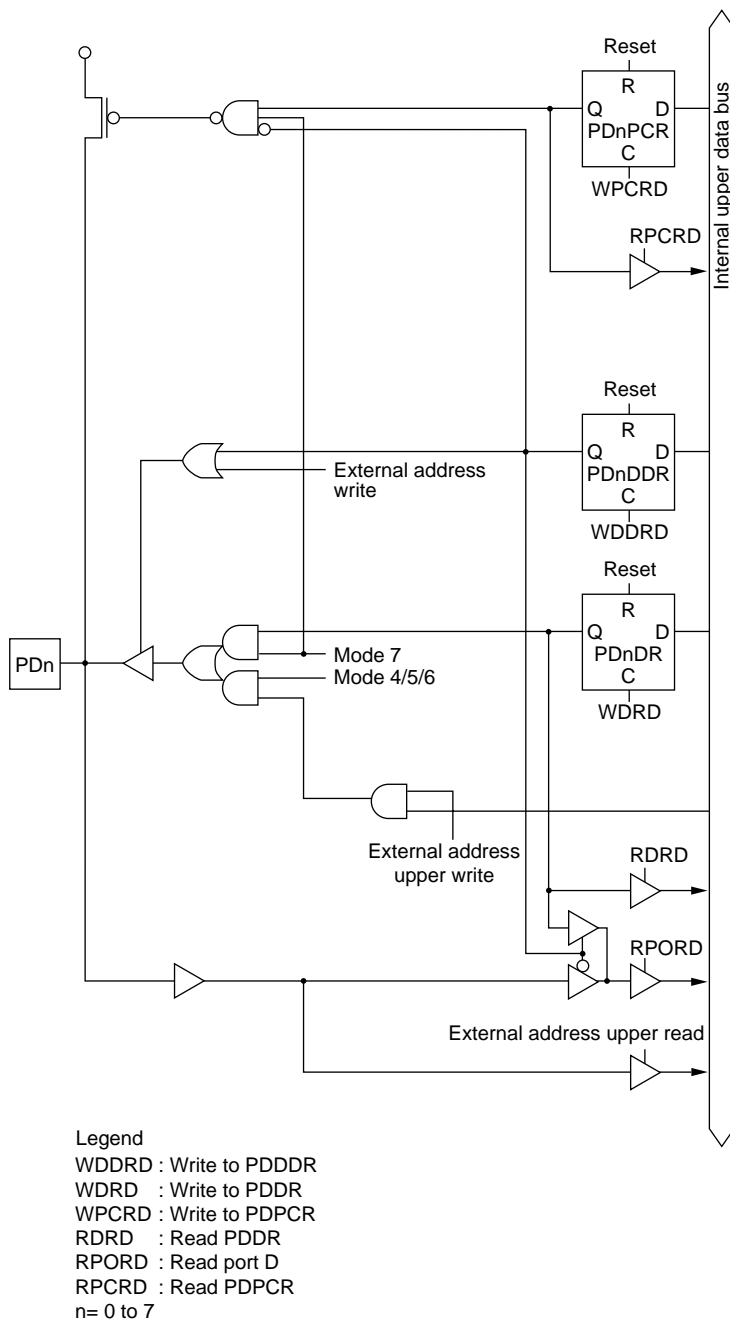 Reset
R
Q D
PDnPCR
C
WPCRD
Internal upper data bus
RPCRD
Reset
R
Q D
PDnDDR
C
WDDRD
External address
write
Reset
R
Q D
PDnDR
C
WDRD
PDn
Mode 7
Mode 4/5/6
External address
upper write
RDRD
RPORD
External address upper read
Legend
WDDRD : Write to PDDDR
WDRD : Write to PDDR
WPCRD : Write to PDPCR
RDRD : Read PDDR
RPORD : Read port D
RPCRD : Read PDPCR
n= 0 to 7